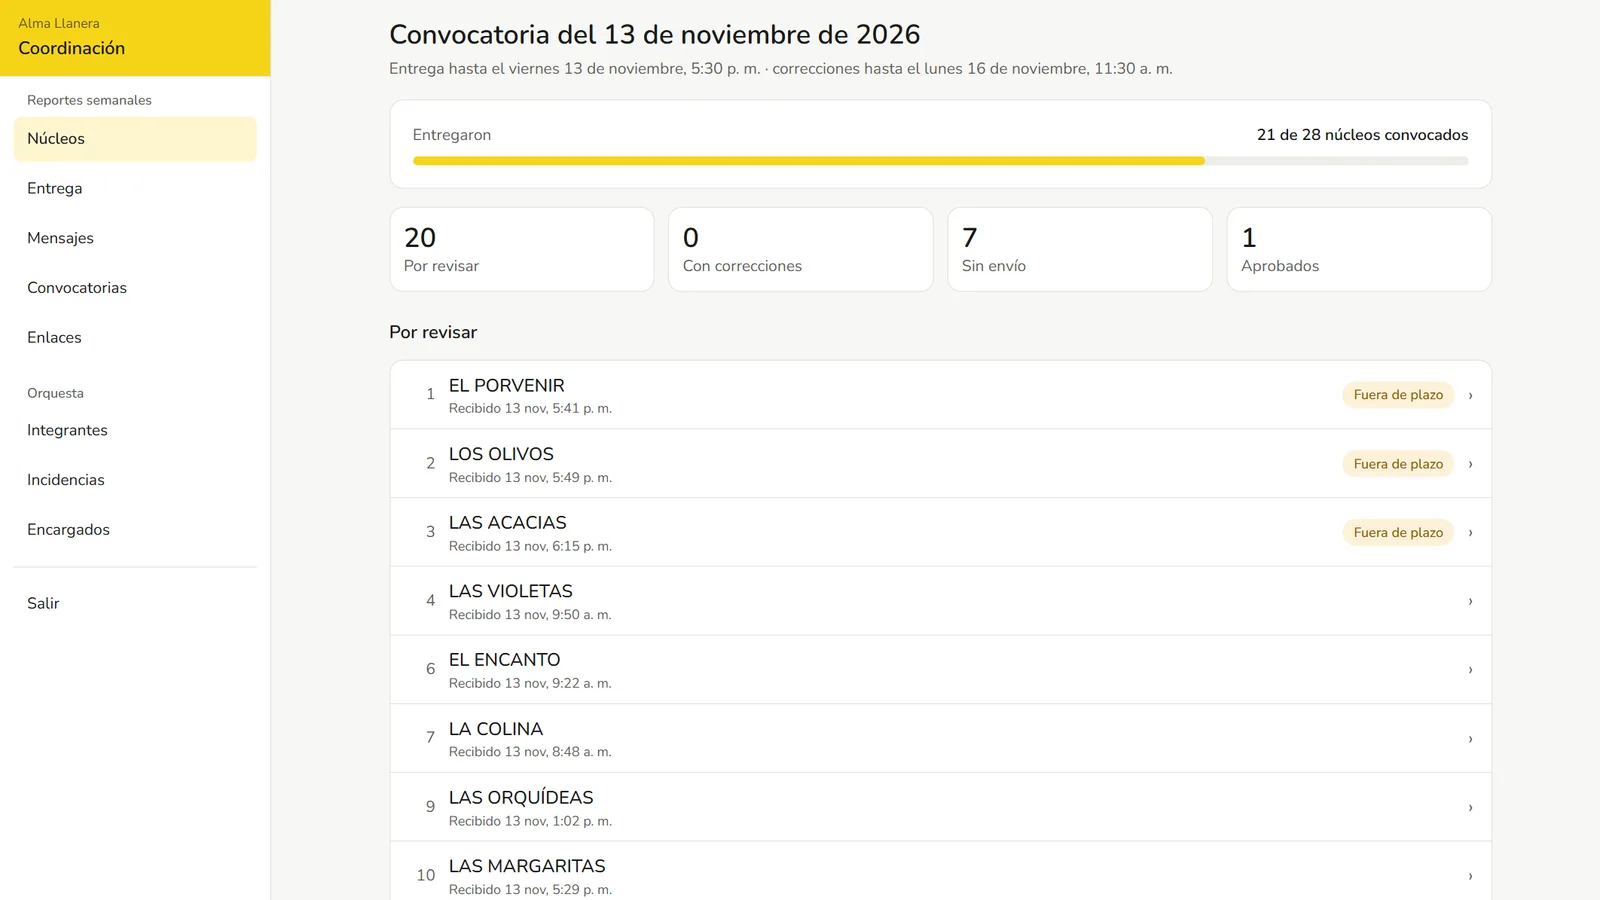 Alma Llanera
Coordinación
Reportes semanales
Núcleos
Entrega
Mensajes
Convocatorias
Enlaces
Orquesta
Integrantes
Incidencias
Encargados
Salir
Convocatoria del 13 de noviembre de 2026
Entrega hasta el viernes 13 de noviembre, 5:30 p. m. · correcciones hasta el lunes 16 de noviembre, 11:30 a. m.
Entregaron
21 de 28 núcleos convocados
20
Por revisar
0
Con correcciones
7
Sin envío
1
Aprobados
Por revisar
1
EL PORVENIR
Recibido 13 nov, 5:41 p. m.
Fuera de plazo
2
LOS OLIVOS
Recibido 13 nov, 5:49 p. m.
Fuera de plazo
3
LAS ACACIAS
Recibido 13 nov, 6:15 p. m.
Fuera de plazo
4
LAS VIOLETAS
Recibido 13 nov, 9:50 a. m.
6
EL ENCANTO
Recibido 13 nov, 9:22 a. m.
7
LA COLINA
Recibido 13 nov, 8:48 a. m.
9
LAS ORQUÍDEAS
Recibido 13 nov, 1:02 p. m.
10
LAS MARGARITAS
Recibido 13 nov, 5:29 p. m.